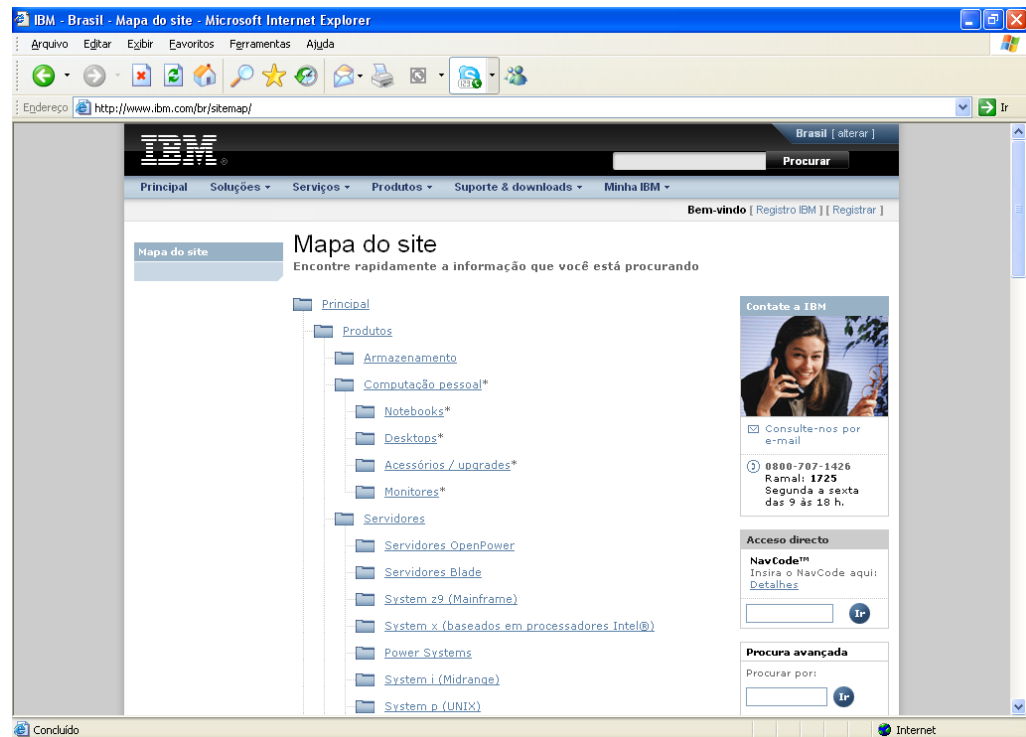 IBM - Brasil - Mapa do site - Microsoft Internet Explorer
Arquivo Editar Exibir Favoritos Ferramentas Ajuda
Endereço http://www.ibm.com/br/sitemap/ Ir
Brasil [ alterar ]
IBM®
Procurar
Principal Soluções Serviços Produtos Suporte & downloads Minha IBM
Bem-vindo [ Registro IBM ] [ Registrar ]
Mapa do site
Mapa do site
Encontre rapidamente a informação que você está procurando
Principal
Produtos
Armazenamento
Computação pessoal*
Notebooks*
Desktops*
Acessórios / upgrades*
Monitores*
Servidores
Servidores OpenPower
Servidores Blade
System z9 (Mainframe)
System x (baseados em processadores Intel®)
Power Systems
System i (Midrange)
System p (UNIX)
Contate a IBM
Consulte-nos por
e-mail
0800-707-1426
Ramal: 1725
Segunda a sexta
das 9 às 18 h.
Acceso directo
NavCode™
Insira o NavCode aqui:
Detalhes
Ir
Procura avançada
Procurar por:
Ir
Concluído
Internet